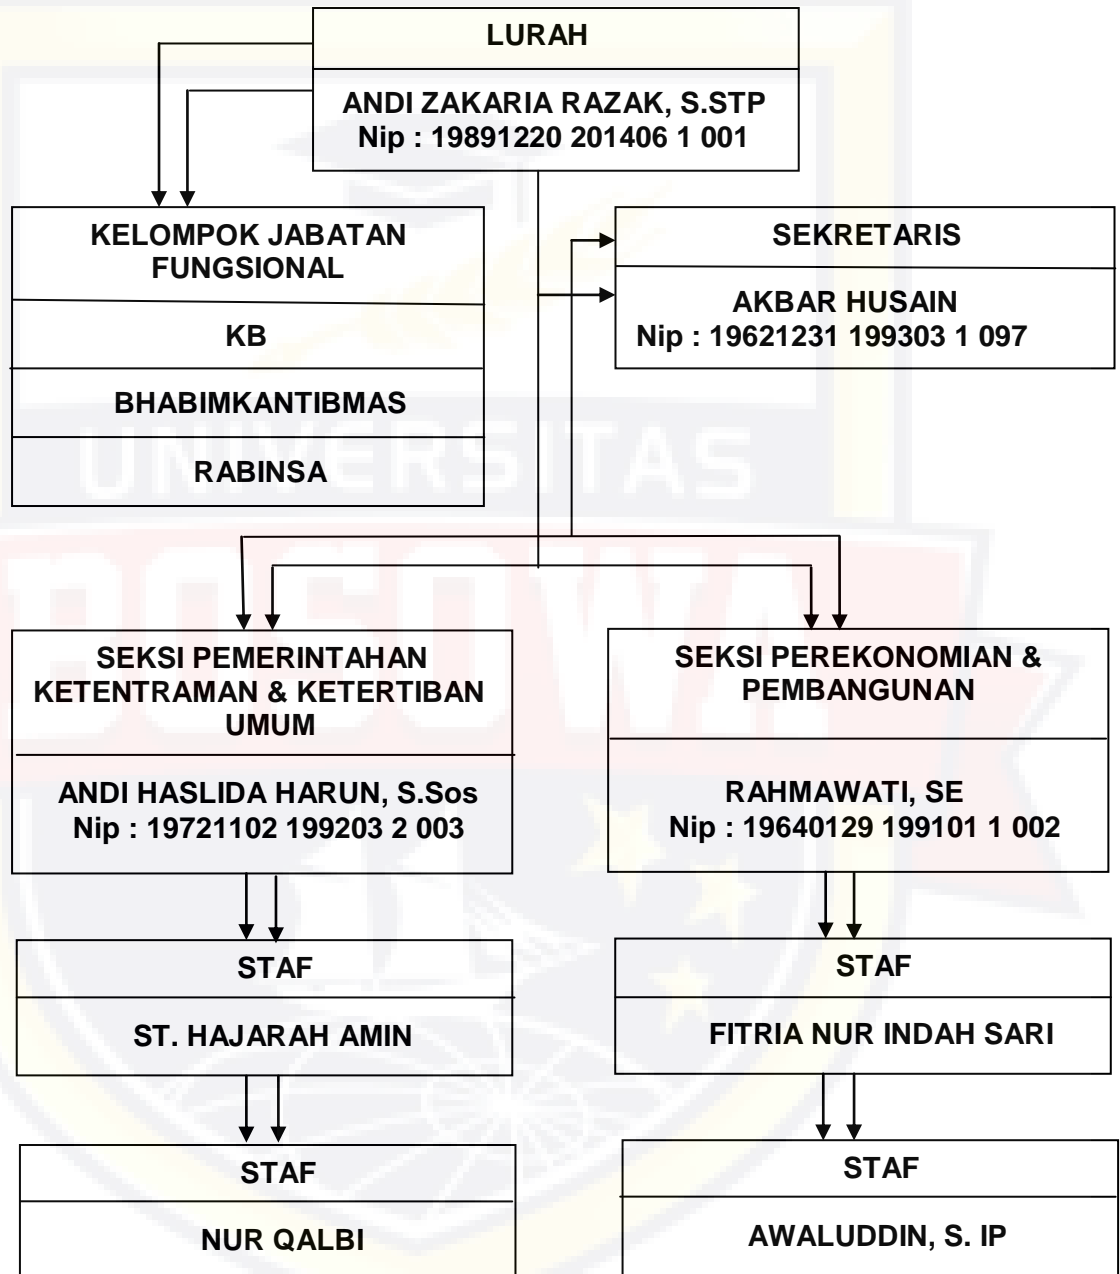 LURAH
ANDI ZAKARIA RAZAK, S.STP
Nip : 19891220 201406 1 001
KELOMPOK JABATAN
FUNGSIONAL
KB
BHABIMKANTIBMAS
RABINSA
SEKRETARIS
AKBAR HUSAIN
Nip : 19621231 199303 1 097
UNIVERSITAS
BOSOWA
SEKSI PEMERINTAHAN
KETENTRAMAN & KETERTIBAN
UMUM
ANDI HASLIDA HARUN, S.Sos
Nip : 19721102 199203 2 003
STAF
ST. HAJARAH AMIN
STAF
NUR QALBI
SEKSI PEREKONOMIAN &
PEMBANGUNAN
RAHMAWATI, SE
Nip : 19640129 199101 1 002
STAF
FITRIA NUR INDAH SARI
STAF
AWALUDDIN, S. IP